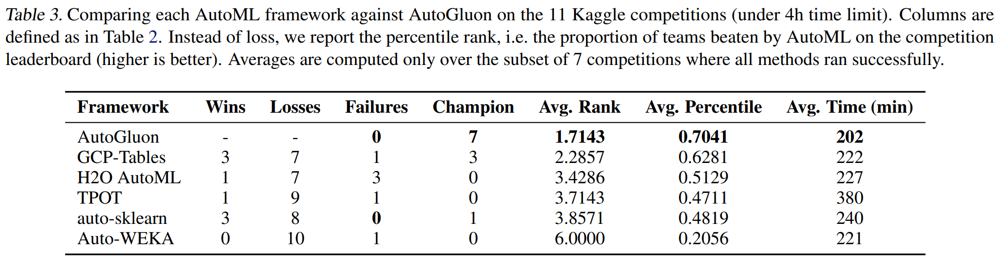 Table 3. Comparing each AutoML framework against AutoGluon on the 11 Kaggle competitions (under 4h time limit). Columns are
defined as in Table 2. Instead of loss, we report the percentile rank, i.e. the proportion of teams beaten by AutoML on the competition
leaderboard (higher is better). Averages are computed only over the subset of 7 competitions where all methods ran successfully.
Framework Wins Losses Failures Champion Avg. Rank Avg. Percentile Avg. Time (min)
AutoGluon - - 0 7 1.7143 0.7041 202
GCP-Tables 3 7 1 3 2.2857 0.6281 222
H2O AutoML 1 7 3 0 3.4286 0.5129 227
TPOT 1 9 1 0 3.7143 0.4711 380
auto-sklearn 3 8 0 1 3.8571 0.4819 240
Auto-WEKA 0 10 1 0 6.0000 0.2056 221